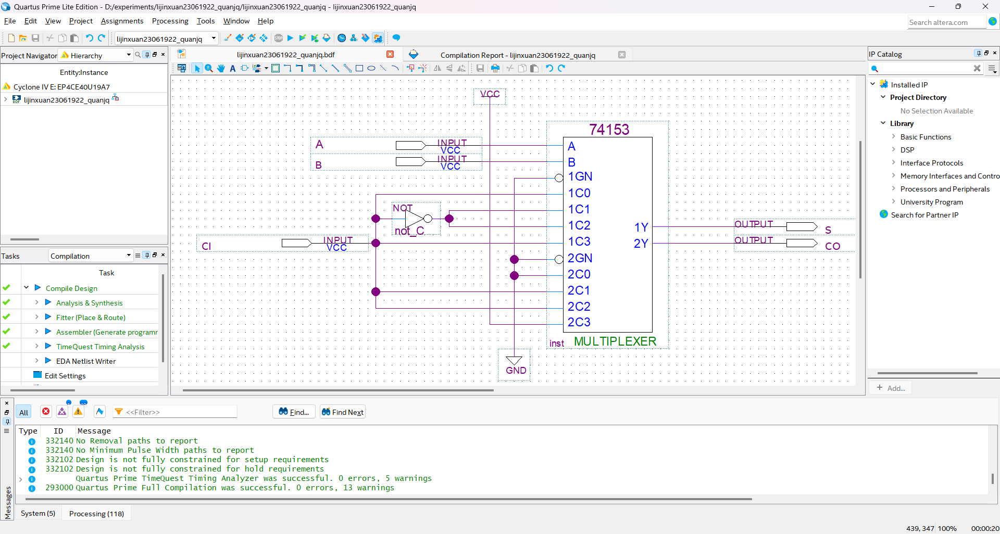 Quartus Prime Lite Edition - D:/experiments/lijinxuan23061922_quanjq/lijinxuan23061922_quanjq - lijinxuan23061922_quanjq
File Edit View Project Assignments Processing Tools Window Help
Search altera.com
lijinxuan23061922_quanjq
STOP
Project Navigator Hierarchy
lijinxuan23061922_quanjq.bdf
Compilation Report - lijinxuan23061922_quanjq
IP Catalog
Entity:Instance
Cyclone IV E: EP4CE40U19A7
BDF lijinxuan23061922_quanjq
Installed IP
Project Directory
No Selection Available
Library
Basic Functions
DSP
Interface Protocols
Memory Interfaces and Contro
Processors and Peripherals
University Program
Search for Partner IP
Add...
VCC
74153
A INPUT VCC
B INPUT VCC
NOT
not_C
CI INPUT VCC
A
B
1GN
1C0
1C1
1C2
1C3
2GN
2C0
2C1
2C2
2C3
1Y
2Y
OUTPUT S
OUTPUT CO
inst MULTIPLEXER
GND
Tasks Compilation
Task
Compile Design
Analysis & Synthesis
Fitter (Place & Route)
Assembler (Generate programr
TimeQuest Timing Analysis
EDA Netlist Writer
Edit Settings
All
<<Filter>>
Find...
Find Next
Type ID Message
332140 No Removal paths to report
332140 No Minimum Pulse Width paths to report
332102 Design is not fully constrained for setup requirements
332102 Design is not fully constrained for hold requirements
Quartus Prime TimeQuest Timing Analyzer was successful. 0 errors, 5 warnings
293000 Quartus Prime Full Compilation was successful. 0 errors, 13 warnings
Messages
System (5) Processing (118)
439, 347 100% 00:00:20